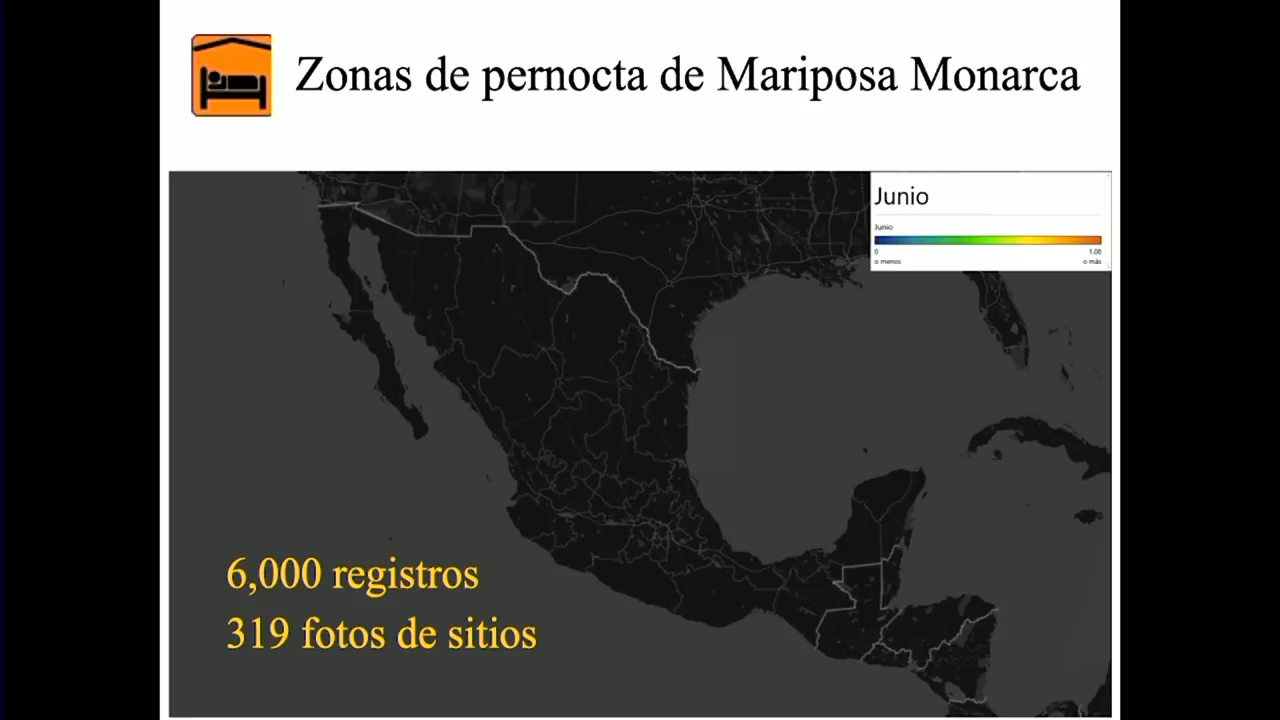 Zonas de pernocta de Mariposa Monarca
Junio
Junio
0
1.08
o menos
o más
6,000 registros
319 fotos de sitios